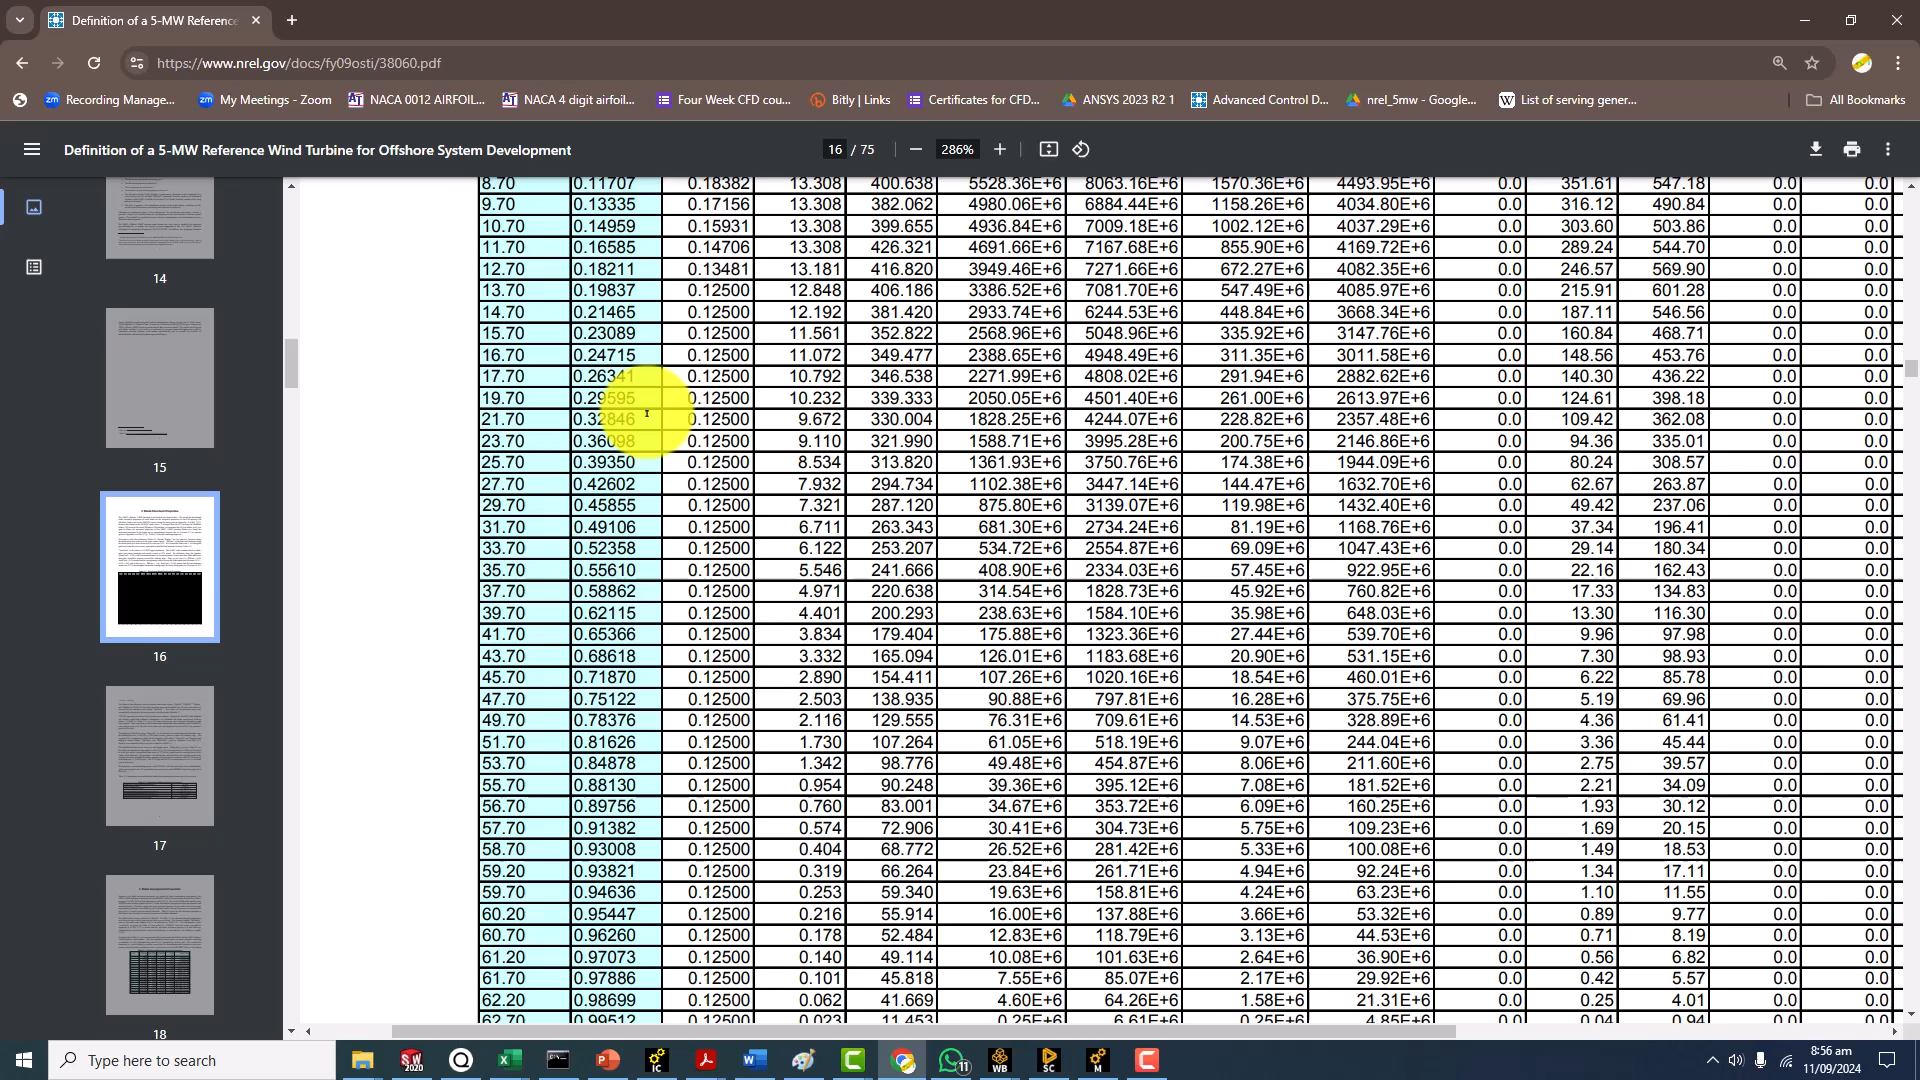 Definition of a 5-MW Reference
https://www.nrel.gov/docs/fy09osti/38060.pdf
Recording Manage... My Meetings - Zoom NACA 0012 AIRFOIL... NACA 4 digit airfoil... Four Week CFD cou... Bitly | Links Certificates for CFD... ANSYS 2023 R2 1 Advanced Control D... nrel_5mw - Google... List of serving gener... All Bookmarks
Definition of a 5-MW Reference Wind Turbine for Offshore System Development 16 / 75 286%
14
15
16
17
18
8.70 0.11707 0.18382 13.308 400.638 5528.36E+6 8063.16E+6 1570.36E+6 4493.95E+6 0.0 351.61 547.18 0.0 0.0
9.70 0.13335 0.17156 13.308 382.062 4980.06E+6 6884.44E+6 1158.26E+6 4034.80E+6 0.0 316.12 490.84 0.0 0.0
10.70 0.14959 0.15931 13.308 399.655 4936.84E+6 7009.18E+6 1002.12E+6 4037.29E+6 0.0 303.60 503.86 0.0 0.0
11.70 0.16585 0.14706 13.308 426.321 4691.66E+6 7167.68E+6 855.90E+6 4169.72E+6 0.0 289.24 544.70 0.0 0.0
12.70 0.18211 0.13481 13.181 416.820 3949.46E+6 7271.66E+6 672.27E+6 4082.35E+6 0.0 246.57 569.90 0.0 0.0
13.70 0.19837 0.12500 12.848 406.186 3386.52E+6 7081.70E+6 547.49E+6 4085.97E+6 0.0 215.91 601.28 0.0 0.0
14.70 0.21465 0.12500 12.192 381.420 2933.74E+6 6244.53E+6 448.84E+6 3668.34E+6 0.0 187.11 546.56 0.0 0.0
15.70 0.23089 0.12500 11.561 352.822 2568.96E+6 5048.96E+6 335.92E+6 3147.76E+6 0.0 160.84 468.71 0.0 0.0
16.70 0.24715 0.12500 11.072 349.477 2388.65E+6 4948.49E+6 311.35E+6 3011.58E+6 0.0 148.56 453.76 0.0 0.0
17.70 0.26341 0.12500 10.792 346.538 2271.99E+6 4808.02E+6 291.94E+6 2882.62E+6 0.0 140.30 436.22 0.0 0.0
19.70 0.29595 0.12500 10.232 339.333 2050.05E+6 4501.40E+6 261.00E+6 2613.97E+6 0.0 124.61 398.18 0.0 0.0
21.70 0.32846 0.12500 9.672 330.004 1828.25E+6 4244.07E+6 228.82E+6 2357.48E+6 0.0 109.42 362.08 0.0 0.0
23.70 0.36098 0.12500 9.110 321.990 1588.71E+6 3995.28E+6 200.75E+6 2146.86E+6 0.0 94.36 335.01 0.0 0.0
25.70 0.39350 0.12500 8.534 313.820 1361.93E+6 3750.76E+6 174.38E+6 1944.09E+6 0.0 80.24 308.57 0.0 0.0
27.70 0.42602 0.12500 7.932 294.734 1102.38E+6 3447.14E+6 144.47E+6 1632.70E+6 0.0 62.67 263.87 0.0 0.0
29.70 0.45855 0.12500 7.321 287.120 875.80E+6 3139.07E+6 119.98E+6 1432.40E+6 0.0 49.42 237.06 0.0 0.0
31.70 0.49106 0.12500 6.711 263.343 681.30E+6 2734.24E+6 81.19E+6 1168.76E+6 0.0 37.34 196.41 0.0 0.0
33.70 0.52358 0.12500 6.122 253.207 534.72E+6 2554.87E+6 69.09E+6 1047.43E+6 0.0 29.14 180.34 0.0 0.0
35.70 0.55610 0.12500 5.546 241.666 408.90E+6 2334.03E+6 57.45E+6 922.95E+6 0.0 22.16 162.43 0.0 0.0
37.70 0.58862 0.12500 4.971 220.638 314.54E+6 1828.73E+6 45.92E+6 760.82E+6 0.0 17.33 134.83 0.0 0.0
39.70 0.62115 0.12500 4.401 200.293 238.63E+6 1584.10E+6 35.98E+6 648.03E+6 0.0 13.30 116.30 0.0 0.0
41.70 0.65366 0.12500 3.834 179.404 175.88E+6 1323.36E+6 27.44E+6 539.70E+6 0.0 9.96 97.98 0.0 0.0
43.70 0.68618 0.12500 3.332 165.094 126.01E+6 1183.68E+6 20.90E+6 531.15E+6 0.0 7.30 98.93 0.0 0.0
45.70 0.71870 0.12500 2.890 154.411 107.26E+6 1020.16E+6 18.54E+6 460.01E+6 0.0 6.22 85.78 0.0 0.0
47.70 0.75122 0.12500 2.503 138.935 90.88E+6 797.81E+6 16.28E+6 375.75E+6 0.0 5.19 69.96 0.0 0.0
49.70 0.78376 0.12500 2.116 129.555 76.31E+6 709.61E+6 14.53E+6 328.89E+6 0.0 4.36 61.41 0.0 0.0
51.70 0.81626 0.12500 1.730 107.264 61.05E+6 518.19E+6 9.07E+6 244.04E+6 0.0 3.36 45.44 0.0 0.0
53.70 0.84878 0.12500 1.342 98.776 49.48E+6 454.87E+6 8.06E+6 211.60E+6 0.0 2.75 39.57 0.0 0.0
55.70 0.88130 0.12500 0.954 90.248 39.36E+6 395.12E+6 7.08E+6 181.52E+6 0.0 2.21 34.09 0.0 0.0
56.70 0.89756 0.12500 0.760 83.001 34.67E+6 353.72E+6 6.09E+6 160.25E+6 0.0 1.93 30.12 0.0 0.0
57.70 0.91382 0.12500 0.574 72.906 30.41E+6 304.73E+6 5.75E+6 109.23E+6 0.0 1.69 20.15 0.0 0.0
58.70 0.93008 0.12500 0.404 68.772 26.52E+6 281.42E+6 5.33E+6 100.08E+6 0.0 1.49 18.53 0.0 0.0
59.20 0.93821 0.12500 0.319 66.264 23.84E+6 261.71E+6 4.94E+6 92.24E+6 0.0 1.34 17.11 0.0 0.0
59.70 0.94636 0.12500 0.253 59.340 19.63E+6 158.81E+6 4.24E+6 63.23E+6 0.0 1.10 11.55 0.0 0.0
60.20 0.95447 0.12500 0.216 55.914 16.00E+6 137.88E+6 3.66E+6 53.32E+6 0.0 0.89 9.77 0.0 0.0
60.70 0.96260 0.12500 0.178 52.484 12.83E+6 118.79E+6 3.13E+6 44.53E+6 0.0 0.71 8.19 0.0 0.0
61.20 0.97073 0.12500 0.140 49.114 10.08E+6 101.63E+6 2.64E+6 36.90E+6 0.0 0.56 6.82 0.0 0.0
61.70 0.97886 0.12500 0.101 45.818 7.55E+6 85.07E+6 2.17E+6 29.92E+6 0.0 0.42 5.57 0.0 0.0
62.20 0.98699 0.12500 0.062 41.669 4.60E+6 64.26E+6 1.58E+6 21.31E+6 0.0 0.25 4.01 0.0 0.0
62.70 0.99512 0.12500 0.023 11.453 0.25E+6 6.61E+6 0.25E+6 4.85E+6 0.0 0.04 0.94 0.0 0.0
Type here to search
8:56 am
11/09/2024